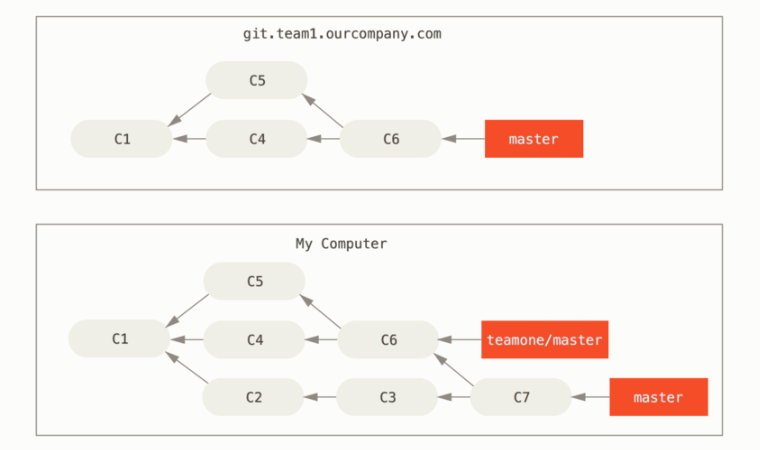 git.team1.ourcompany.com
C5
C1
C4
C6
master
My Computer
C5
C1
C4
C6
teamone/master
C2
C3
C7
master